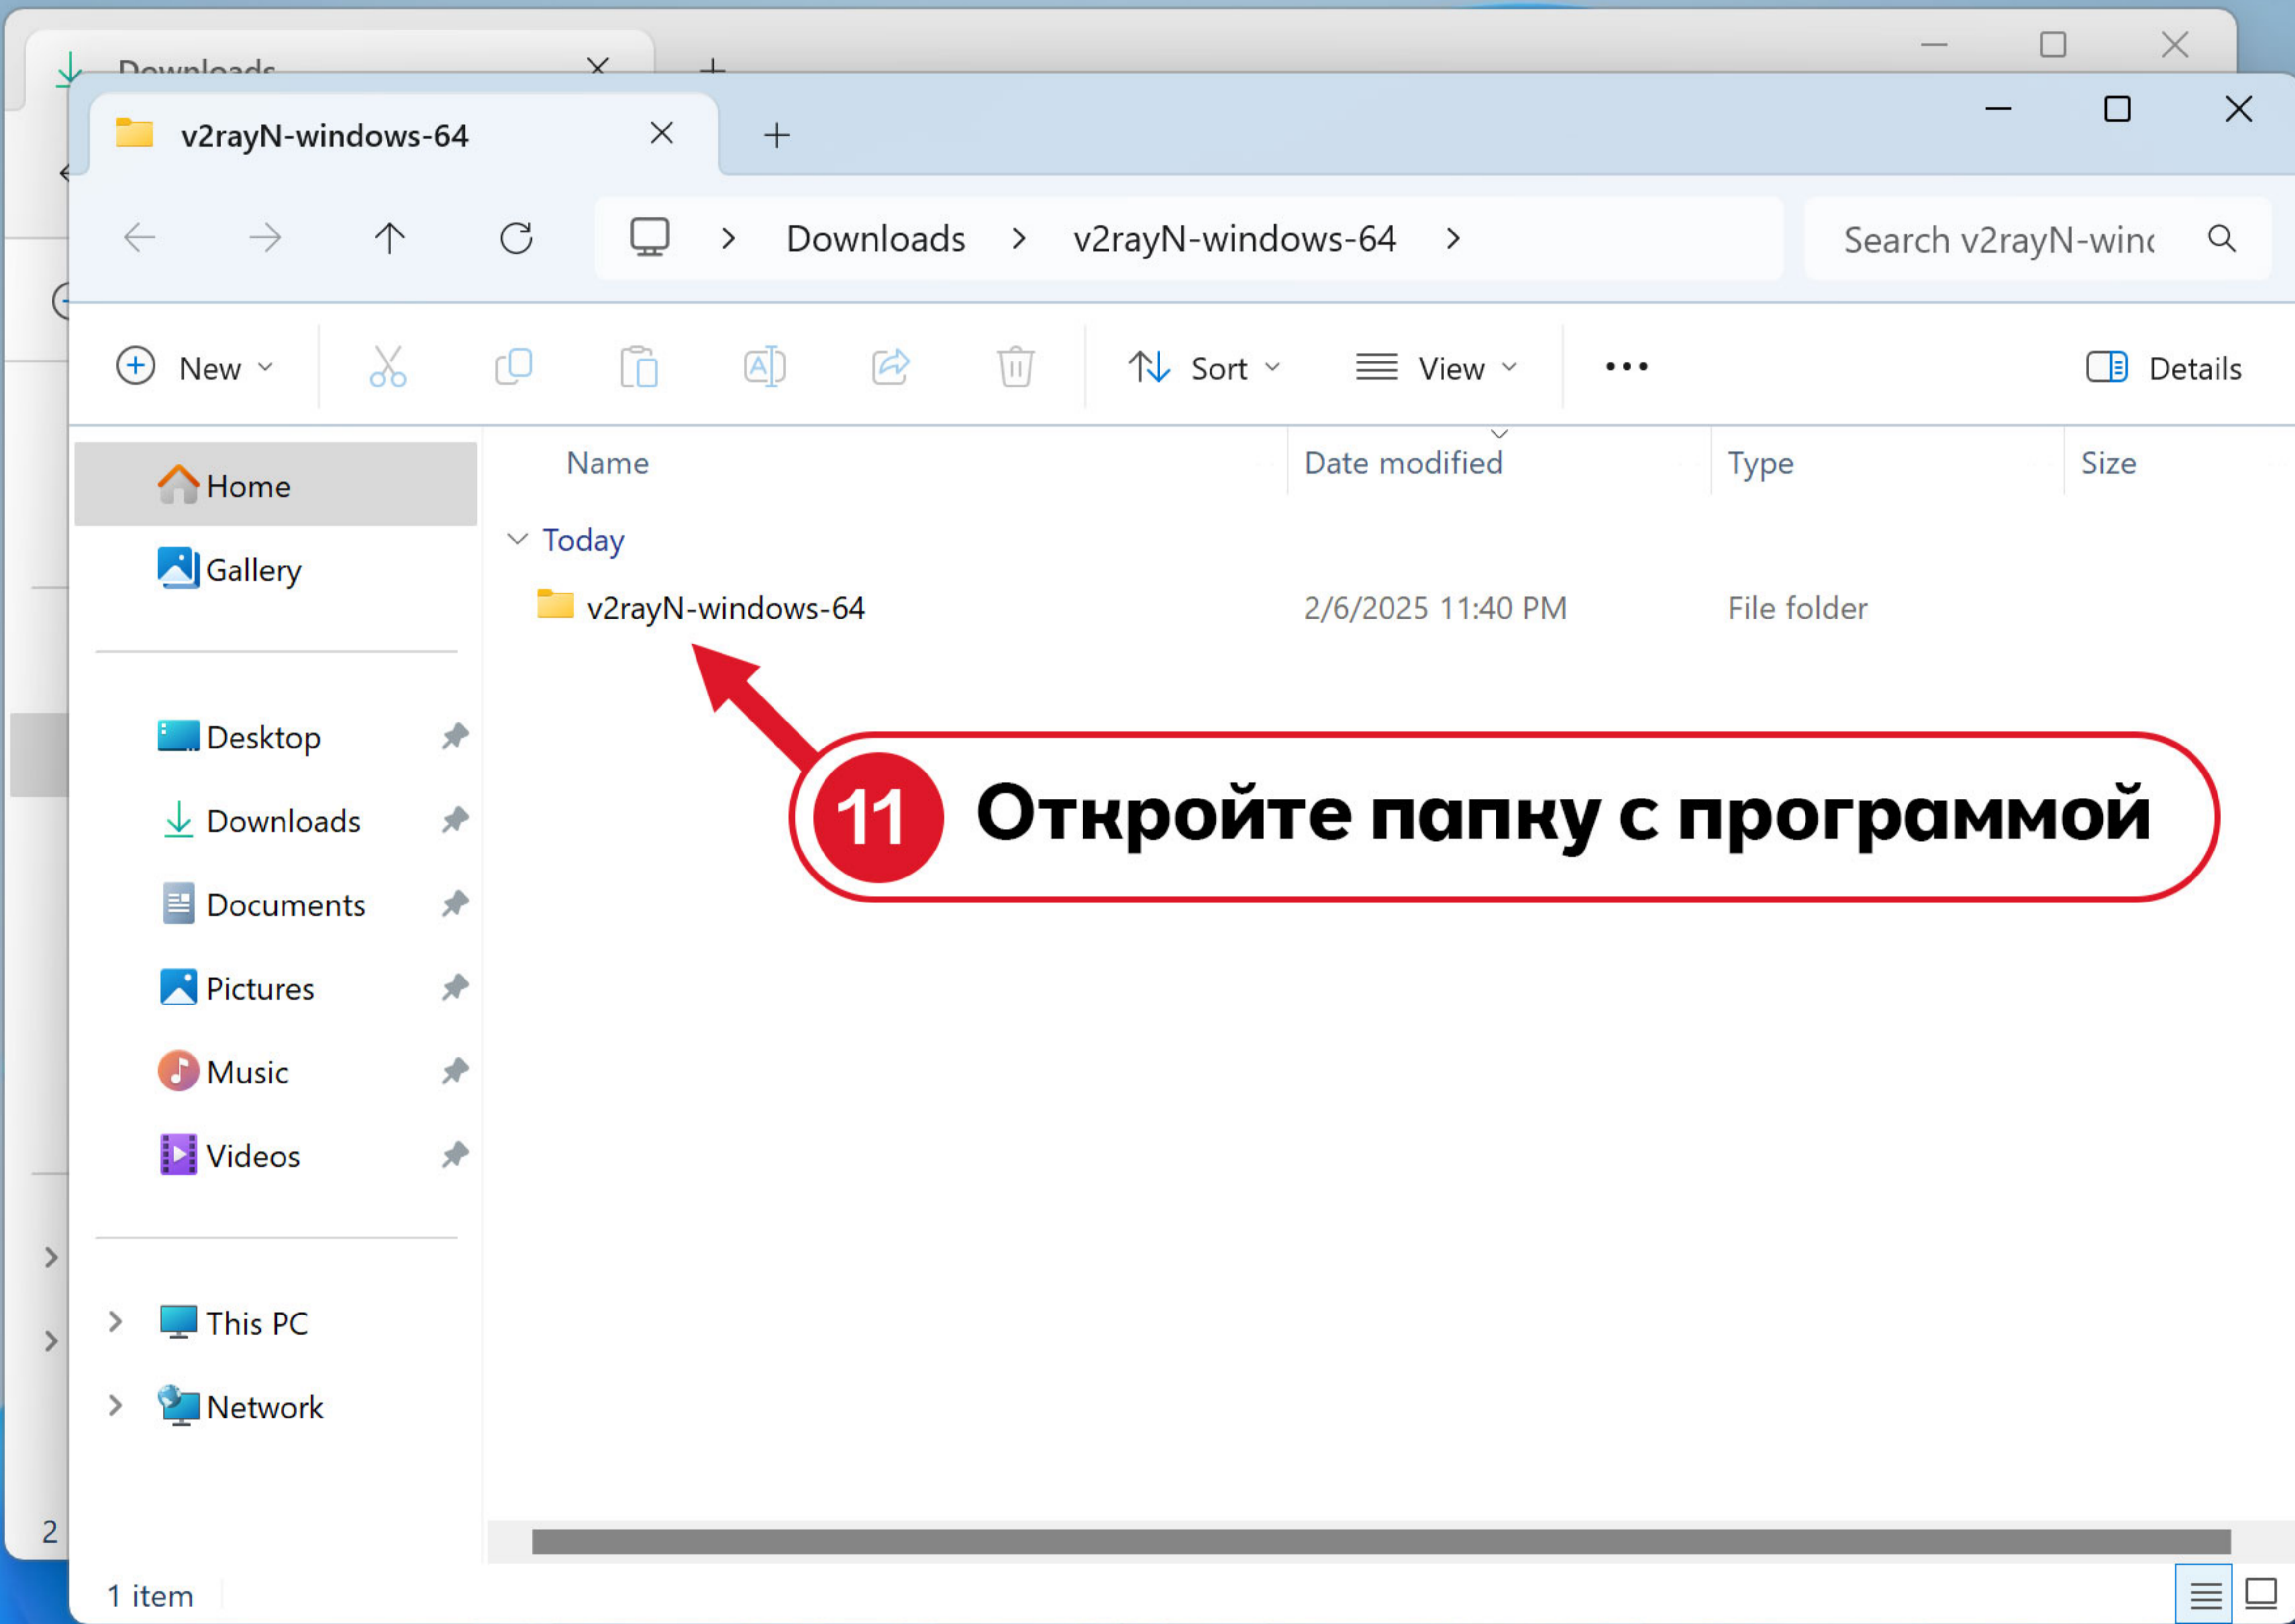 Downloads
v2rayN-windows-64
Downloads > v2rayN-windows-64 >
Search v2rayN-wind
New
Sort
View
Details
Name
Date modified
Type
Size
Home
Gallery
Desktop
Downloads
Documents
Pictures
Music
Videos
This PC
Network
Today
v2rayN-windows-64
2/6/2025 11:40 PM
File folder
11 Откройте папку с программой
2
1 item